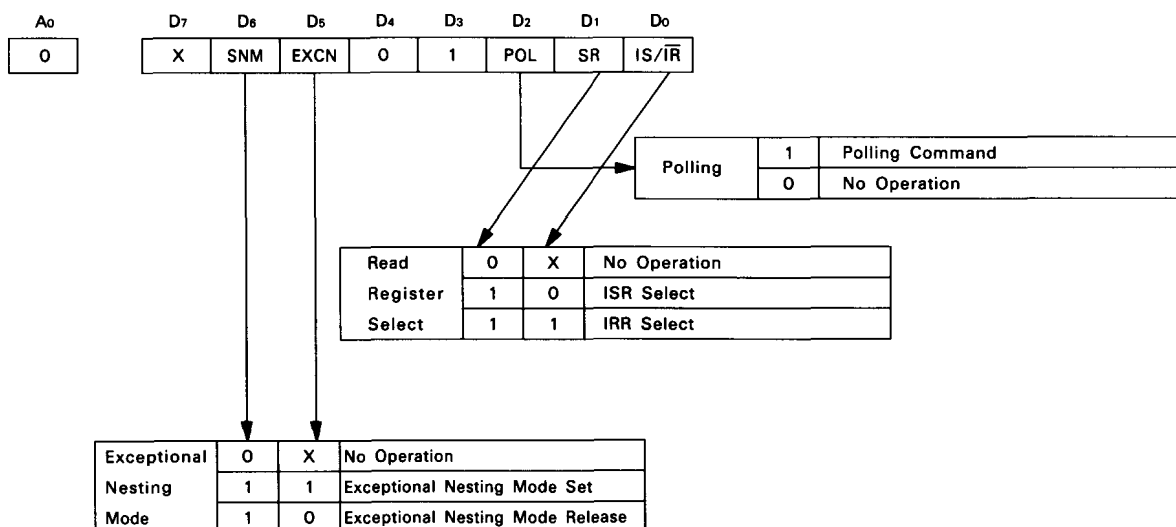 A0 D7 D6 D5 D4 D3 D2 D1 D0
0 X SNM EXCN 0 1 POL SR IS/I̅R̅
Polling 1 Polling Command
0 No Operation
Read 0 X No Operation
Register 1 0 ISR Select
Select 1 1 IRR Select
Exceptional 0 X No Operation
Nesting 1 1 Exceptional Nesting Mode Set
Mode 1 0 Exceptional Nesting Mode Release